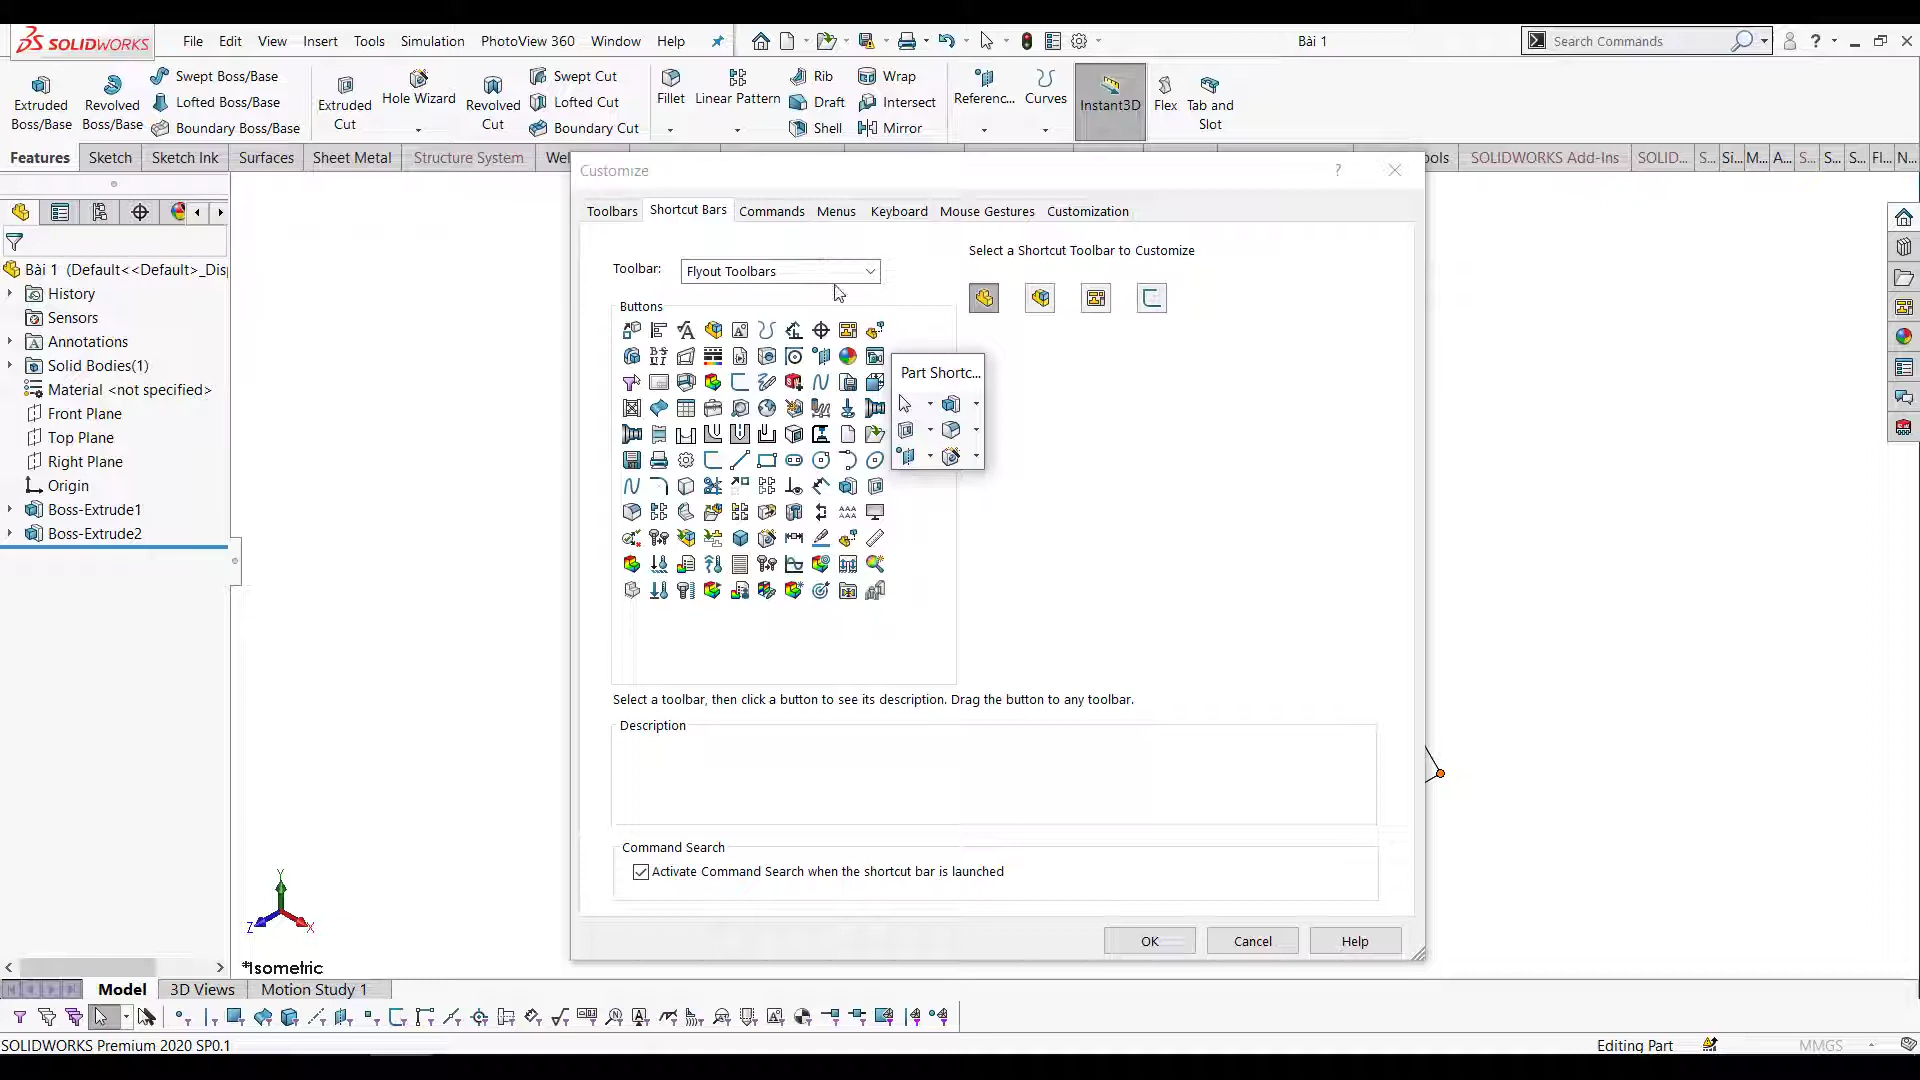 SOLIDWORKS
File Edit View Insert Tools Simulation PhotoView 360 Window Help
Bài 1
Search Commands
Extruded Boss/Base
Revolved Boss/Base
Swept Boss/Base
Lofted Boss/Base
Boundary Boss/Base
Extruded Cut
Hole Wizard
Revolved Cut
Swept Cut
Lofted Cut
Boundary Cut
Fillet
Linear Pattern
Rib
Draft
Shell
Wrap
Intersect
Mirror
Referenc...
Curves
Instant3D
Flex
Tab and Slot
Features Sketch Sketch Ink Surfaces Sheet Metal Structure System Wel ols SOLIDWORKS Add-Ins SOLID... S... Si... M... A... S... S... S... Fl... N...
Bài 1 (Default<<Default>_Disp
History
Sensors
Annotations
Solid Bodies(1)
Material <not specified>
Front Plane
Top Plane
Right Plane
Origin
Boss-Extrude1
Boss-Extrude2
Customize
Toolbars Shortcut Bars Commands Menus Keyboard Mouse Gestures Customization
Toolbar: Flyout Toolbars
Select a Shortcut Toolbar to Customize
Buttons
Part Shortc...
Select a toolbar, then click a button to see its description. Drag the button to any toolbar.
Description
Command Search
Activate Command Search when the shortcut bar is launched
OK Cancel Help
Y
Z X
*Isometric
Model 3D Views Motion Study 1
SOLIDWORKS Premium 2020 SP0.1
Editing Part
MMGS